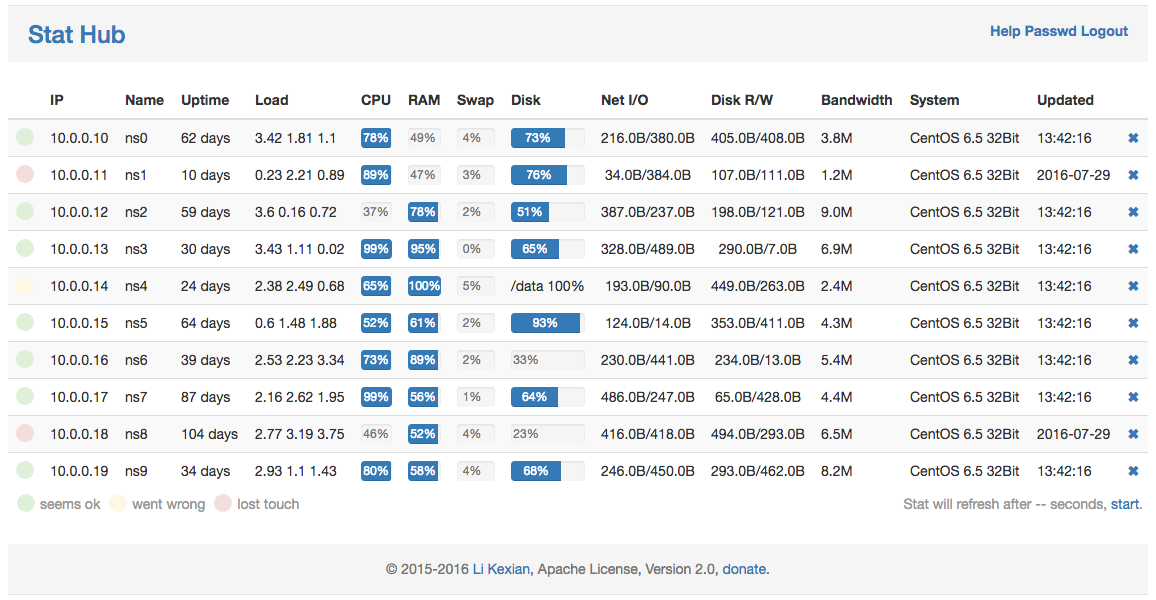 Stat Hub Help Passwd Logout
IP Name Uptime Load CPU RAM Swap Disk Net I/O Disk R/W Bandwidth System Updated
10.0.0.10 ns0 62 days 3.42 1.81 1.1 78% 49% 4% 73% 216.0B/380.0B 405.0B/408.0B 3.8M CentOS 6.5 32Bit 13:42:16 ✖
10.0.0.11 ns1 10 days 0.23 2.21 0.89 89% 47% 3% 76% 34.0B/384.0B 107.0B/111.0B 1.2M CentOS 6.5 32Bit 2016-07-29 ✖
10.0.0.12 ns2 59 days 3.6 0.16 0.72 37% 78% 2% 51% 387.0B/237.0B 198.0B/121.0B 9.0M CentOS 6.5 32Bit 13:42:16 ✖
10.0.0.13 ns3 30 days 3.43 1.11 0.02 99% 95% 0% 65% 328.0B/489.0B 290.0B/7.0B 6.9M CentOS 6.5 32Bit 13:42:16 ✖
10.0.0.14 ns4 24 days 2.38 2.49 0.68 65% 100% 5% /data 100% 193.0B/90.0B 449.0B/263.0B 2.4M CentOS 6.5 32Bit 13:42:16 ✖
10.0.0.15 ns5 64 days 0.6 1.48 1.88 52% 61% 2% 93% 124.0B/14.0B 353.0B/411.0B 4.3M CentOS 6.5 32Bit 13:42:16 ✖
10.0.0.16 ns6 39 days 2.53 2.23 3.34 73% 89% 2% 33% 230.0B/441.0B 234.0B/13.0B 5.4M CentOS 6.5 32Bit 13:42:16 ✖
10.0.0.17 ns7 87 days 2.16 2.62 1.95 99% 56% 1% 64% 486.0B/247.0B 65.0B/428.0B 4.4M CentOS 6.5 32Bit 13:42:16 ✖
10.0.0.18 ns8 104 days 2.77 3.19 3.75 46% 52% 4% 23% 416.0B/418.0B 494.0B/293.0B 6.5M CentOS 6.5 32Bit 2016-07-29 ✖
10.0.0.19 ns9 34 days 2.93 1.1 1.43 80% 58% 4% 68% 246.0B/450.0B 293.0B/462.0B 8.2M CentOS 6.5 32Bit 13:42:16 ✖
seems ok went wrong lost touch Stat will refresh after -- seconds, start.
© 2015-2016 Li Kexian, Apache License, Version 2.0, donate.